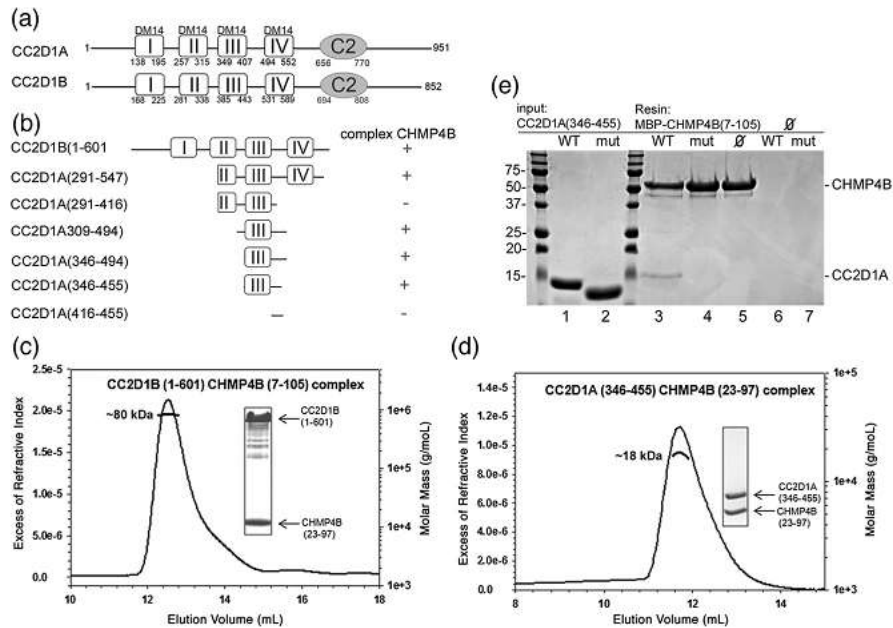 (a)
DM14 DM14 DM14 DM14
CC2D1A 1 I II III IV C2 951
138 195 257 315 349 407 494 552 656 770
CC2D1B 1 I II III IV C2 852
168 225 281 338 385 443 531 589 694 808
(b)
complex CHMP4B
CC2D1B(1-601) I II III IV +
CC2D1A(291-547) II III IV +
CC2D1A(291-416) II III -
CC2D1A309-494) III +
CC2D1A(346-494) III +
CC2D1A(346-455) III +
CC2D1A(416-455) -
(e)
input: Resin:
CC2D1A(346-455) MBP-CHMP4B(7-105) Ø
WT mut WT mut Ø WT mut
75-
50- -CHMP4B
37-
25-
20-
15- -CC2D1A
1 2 3 4 5 6 7
(c)
CC2D1B (1-601) CHMP4B (7-105) complex
Excess of Refractive Index
2.5e-5
2.0e-5
1.5e-5
1.0e-5
5.0e-6
0.0
~80 kDa
CC2D1B
(1-601)
CHMP4B
(23-97)
1e+6
1e+5
1e+4
1e+3
Molar Mass (g/moL)
10 12 14 16 18
Elution Volume (mL)
(d)
CC2D1A (346-455) CHMP4B (23-97) complex
Excess of Refractive Index
1.4e-5
1.2e-5
1.0e-5
8.0e-6
6.0e-6
4.0e-6
2.0e-6
0.00
~18 kDa
CC2D1A
(346-455)
CHMP4B
(23-97)
1e+5
1e+4
1e+3
Molar Mass (g/moL)
8 10 12 14
Elution Volume (mL)